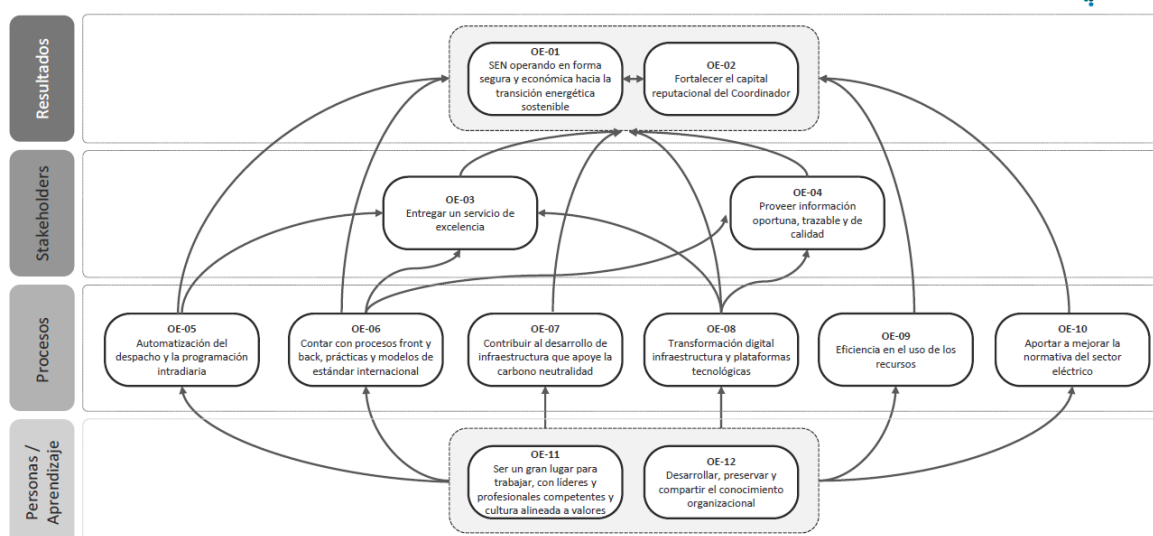 Resultados
OE-01
SEN operando en forma
segura y económica hacia la
transición energética
sostenible
OE-02
Fortalecer el capital
reputacional del Coordinador
Stakeholders
OE-03
Entregar un servicio de
excelencia
OE-04
Proveer información
oportuna, trazable y de
calidad
Procesos
OE-05
Automatización del
despacho y la programación
intradiaria
OE-06
Contar con procesos front y
back, prácticas y modelos de
estándar internacional
OE-07
Contribuir al desarrollo de
infraestructura que apoye la
carbono neutralidad
OE-08
Transformación digital
infraestructura y plataformas
tecnológicas
OE-09
Eficiencia en el uso de los
recursos
OE-10
Aportar a mejorar la
normativa del sector
eléctrico
Personas /
Aprendizaje
OE-11
Ser un gran lugar para
trabajar, con líderes y
profesionales competentes y
cultura alineada a valores
OE-12
Desarrollar, preservar y
compartir el conocimiento
organizacional